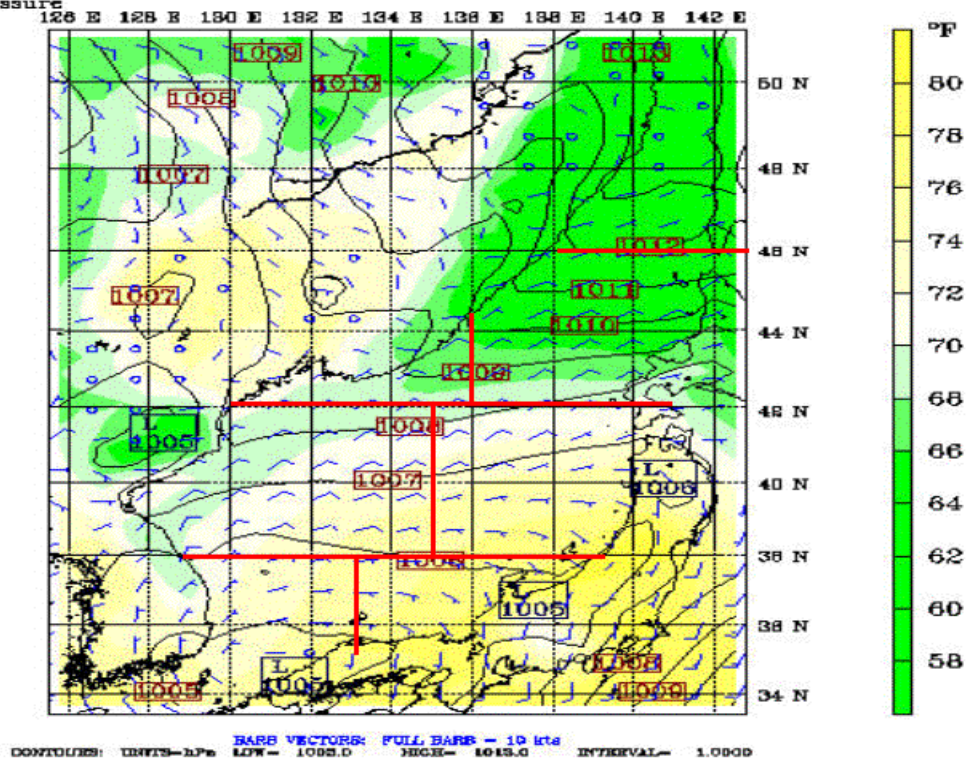 ssure
126 E 128 E 130 E 132 E 134 E 136 E 138 E 140 E 142 E
°F
1009 1010 1013
50 N
80
1008
78
1007
48 N
76
74
1012
46 N
1007 1011
72
1010
44 N
70
1009
42 N
68
1008
L
1005
66
L
1006
1007
40 N
64
38 N
1006
62
1005
36 N
60
L
1005
1008
58
1005 1009
34 N
BARB VECTORS: FULL BARB = 10 kts
CONTOURS: UNITS=hPa LOW= 1005.0 HIGH= 1013.0 INTERVAL= 1.0000